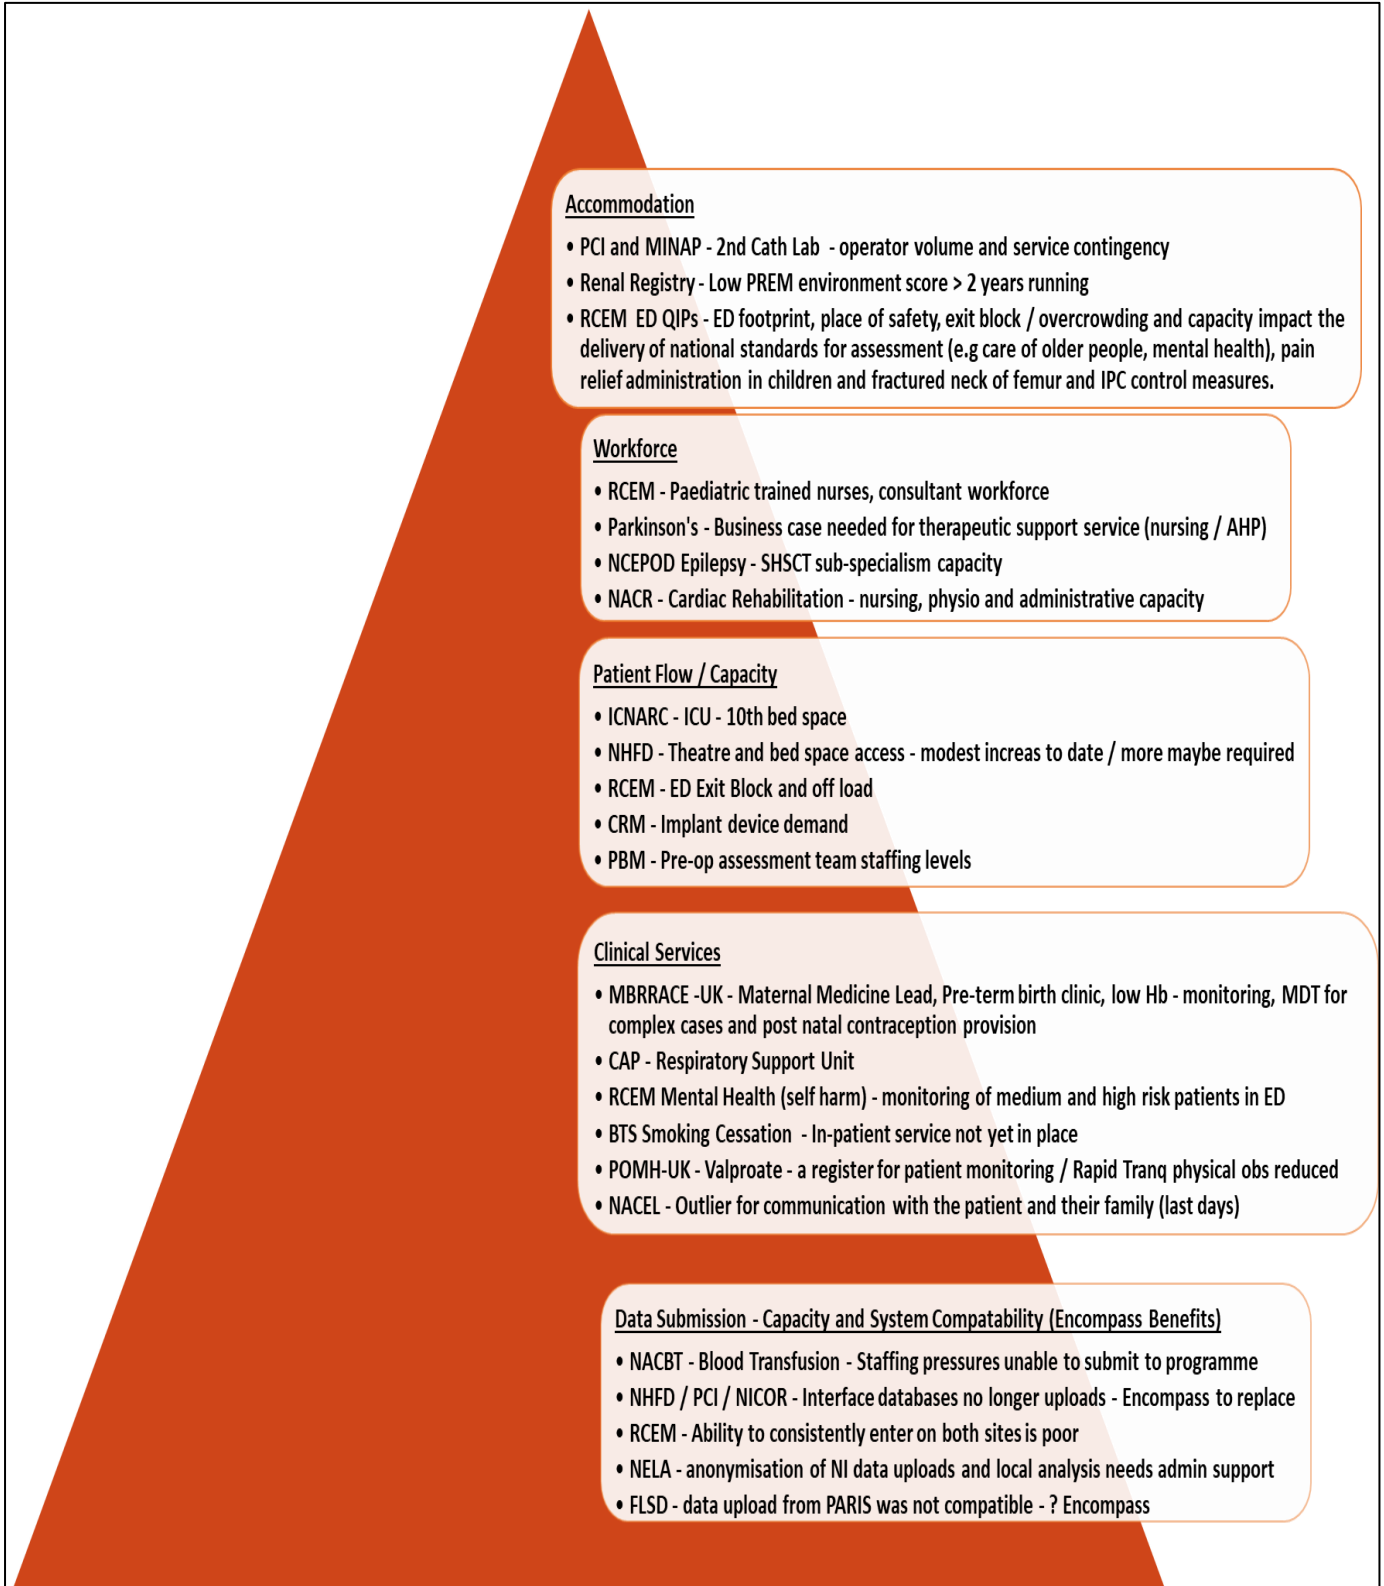 Accommodation
• PCI and MINAP - 2nd Cath Lab - operator volume and service contingency
• Renal Registry - Low PREM environment score > 2 years running
• RCEM ED QIPs - ED footprint, place of safety, exit block / overcrowding and capacity impact the
delivery of national standards for assessment (e.g care of older people, mental health), pain
relief administration in children and fractured neck of femur and IPC control measures.
Workforce
• RCEM - Paediatric trained nurses, consultant workforce
• Parkinson's - Business case needed for therapeutic support service (nursing / AHP)
• NCEPOD Epilepsy - SHSCT sub-specialism capacity
• NACR - Cardiac Rehabilitation - nursing, physio and administrative capacity
Patient Flow / Capacity
• ICNARC - ICU - 10th bed space
• NHFD - Theatre and bed space access - modest increas to date / more maybe required
• RCEM - ED Exit Block and off load
• CRM - Implant device demand
• PBM - Pre-op assessment team staffing levels
Clinical Services
• MBRRACE -UK - Maternal Medicine Lead, Pre-term birth clinic, low Hb - monitoring, MDT for
complex cases and post natal contraception provision
• CAP - Respiratory Support Unit
• RCEM Mental Health (self harm) - monitoring of medium and high risk patients in ED
• BTS Smoking Cessation - In-patient service not yet in place
• POMH-UK - Valproate - a register for patient monitoring / Rapid Tranq physical obs reduced
• NACEL - Outlier for communication with the patient and their family (last days)
Data Submission - Capacity and System Compatability (Encompass Benefits)
• NACBT - Blood Transfusion - Staffing pressures unable to submit to programme
• NHFD / PCI / NICOR - Interface databases no longer uploads - Encompass to replace
• RCEM - Ability to consistently enter on both sites is poor
• NELA - anonymisation of NI data uploads and local analysis needs admin support
• FLSD - data upload from PARIS was not compatible - ? Encompass